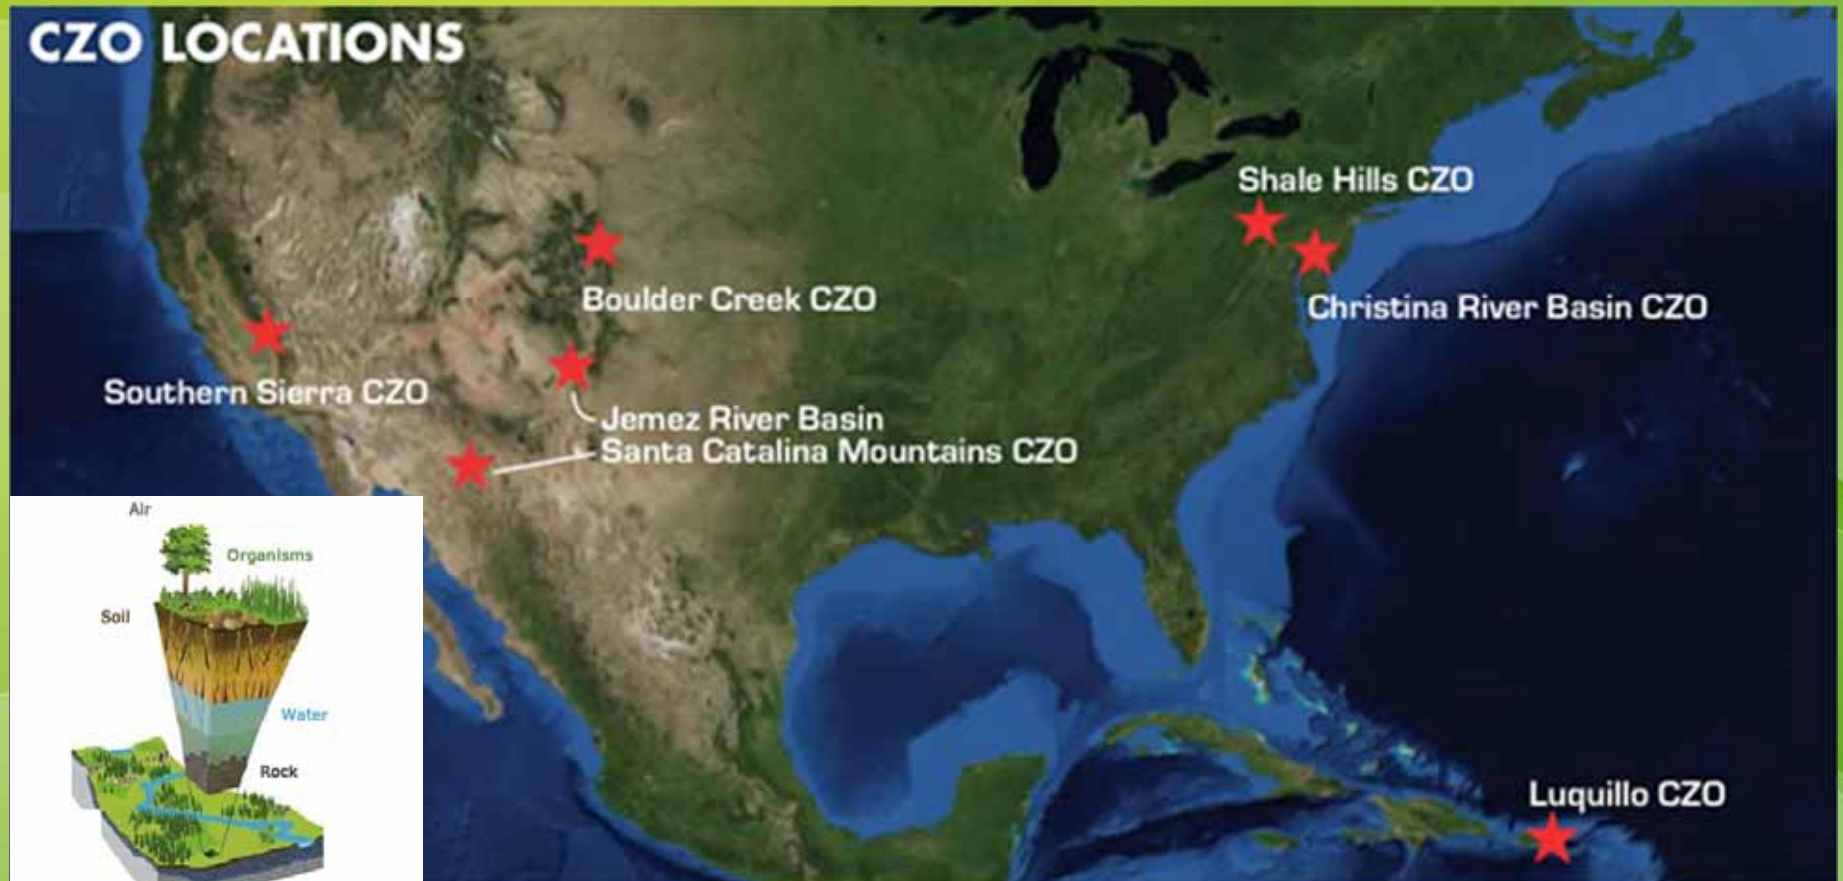 CZO LOCATIONS
Shale Hills CZO
Boulder Creek CZO
Christina River Basin CZO
Southern Sierra CZO
Jemez River Basin
Santa Catalina Mountains CZO
Air
Organisms
Soil
Water
Rock
Luquillo CZO